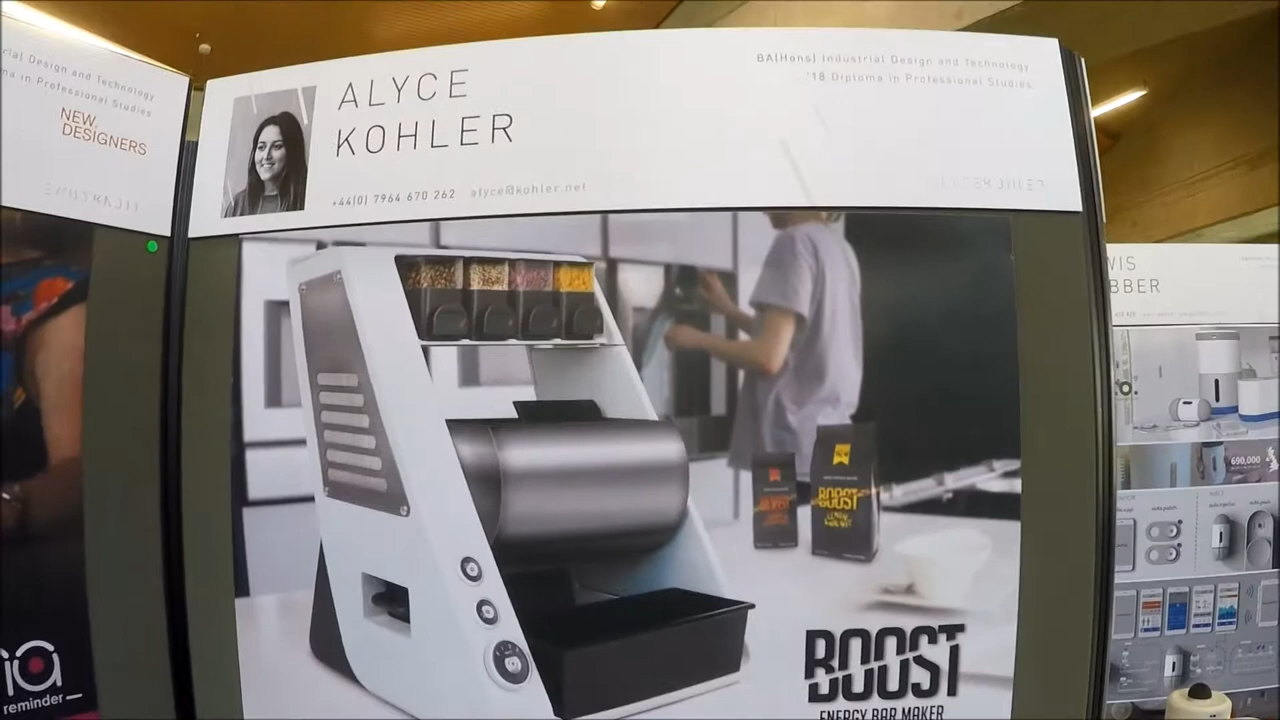 rial Design and Technology
ma in Professional Studies
NEW
DESIGNERS
ALYCE
KOHLER
+44(0) 7964 670 262 alyce@kohler.net
BA(Hons) Industrial Design and Technology
'18 Diploma in Professional Studies
WIS
BBER
NEW
BOOST
690,000
BOOST
ENERGY BAR MAKER
ia
reminder